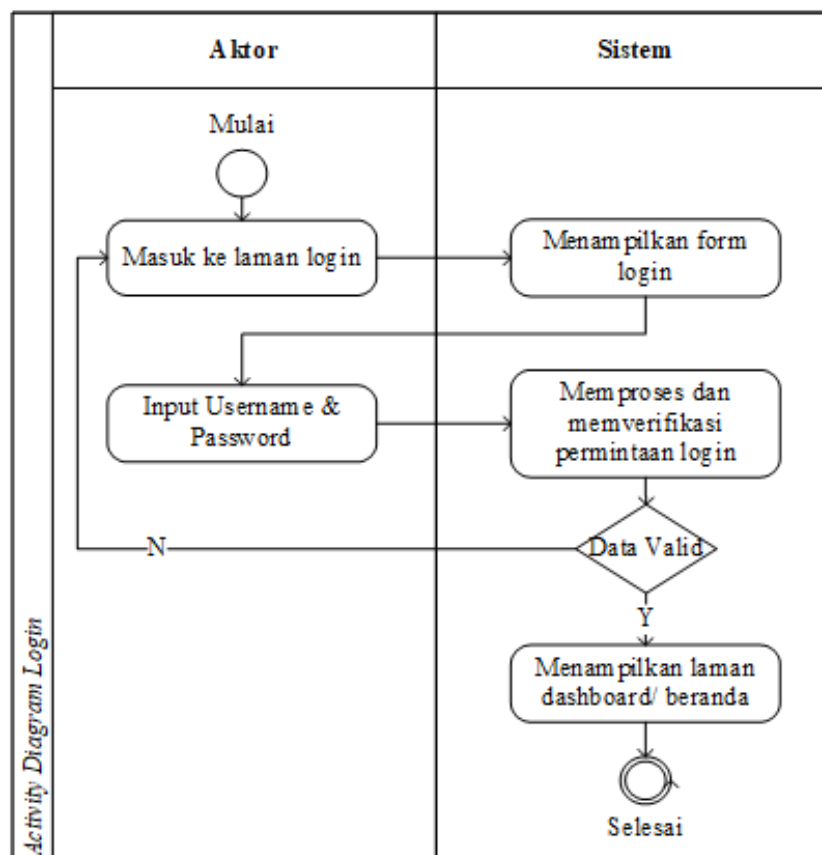 Aktor
Sistem
Mulai
Masuk ke laman login
Menampilkan form
login
Input Username &
Password
Memproses dan
memverifikasi
permintaan login
Data Valid
N
Y
Menampilkan laman
dashboard/ beranda
Selesai
Activity Diagram Login